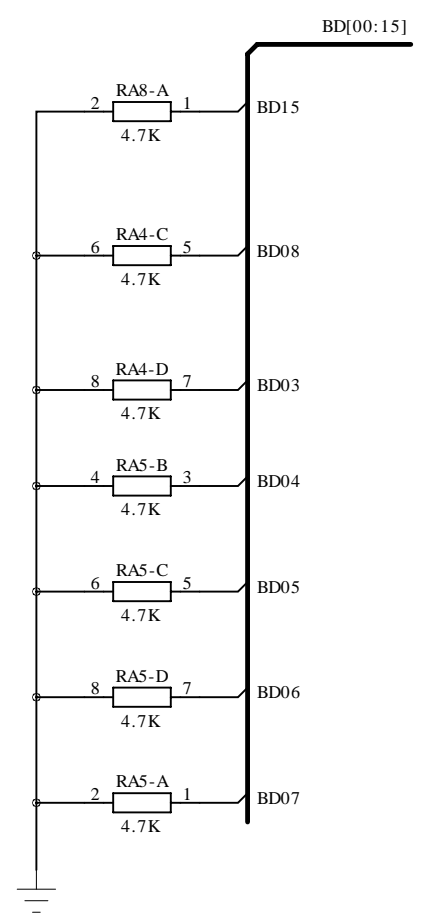 BD[00:15]
RA8-A
2 1 BD15
4.7K
RA4-C
6 5 BD08
4.7K
RA4-D
8 7 BD03
4.7K
RA5-B
4 3 BD04
4.7K
RA5-C
6 5 BD05
4.7K
RA5-D
8 7 BD06
4.7K
RA5-A
2 1 BD07
4.7K